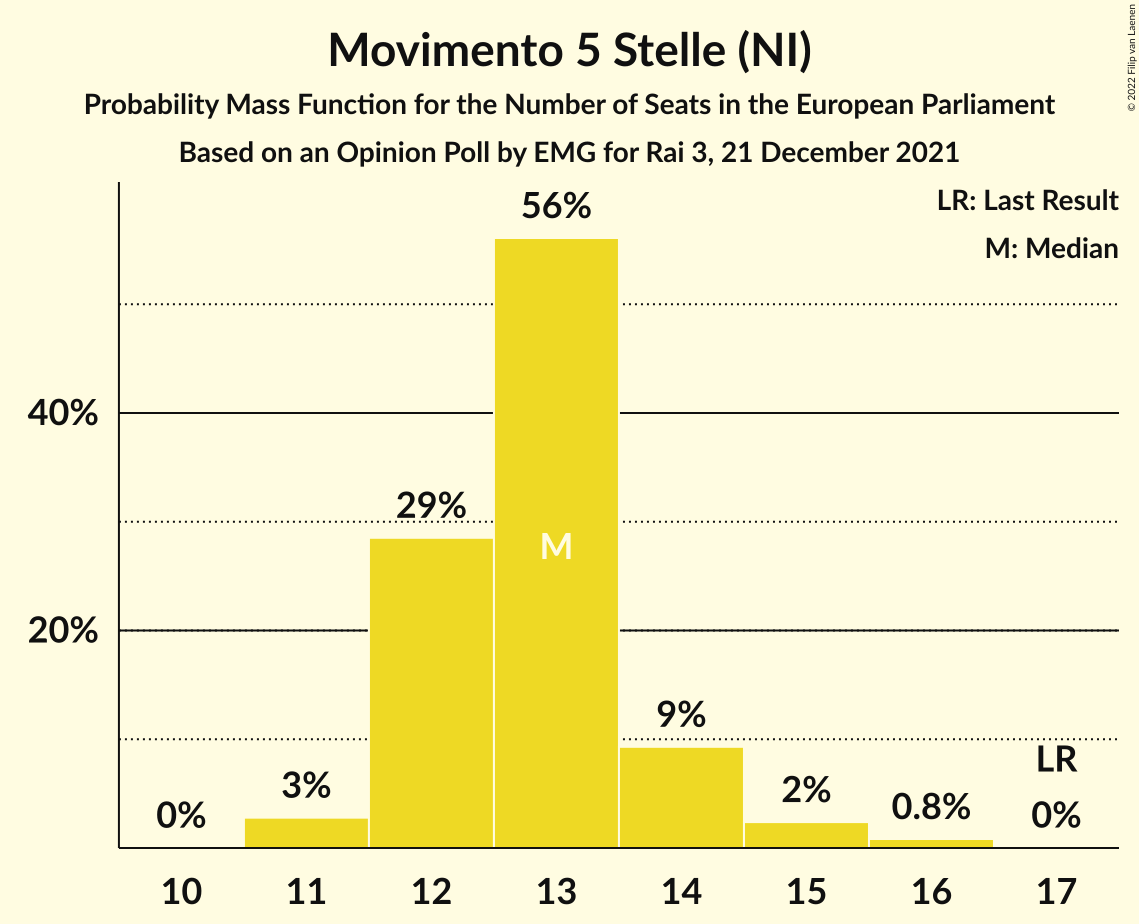 Movimento 5 Stelle (NI)
Probability Mass Function for the Number of Seats in the European Parliament
Based on an Opinion Poll by EMG for Rai 3, 21 December 2021
© 2022 Filip van Laenen
LR: Last Result
M: Median
56%
40%
29%
M
20%
9%
LR
3%
2%
0.8%
0%
0%
10 11 12 13 14 15 16 17